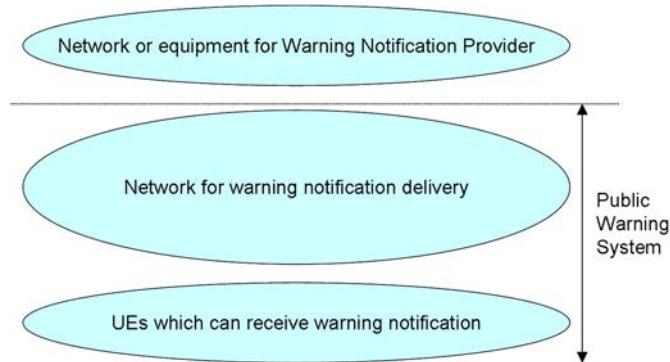 Network or equipment for Warning Notification Provider
Network for warning notification delivery
Public
Warning
System
UEs which can receive warning notification